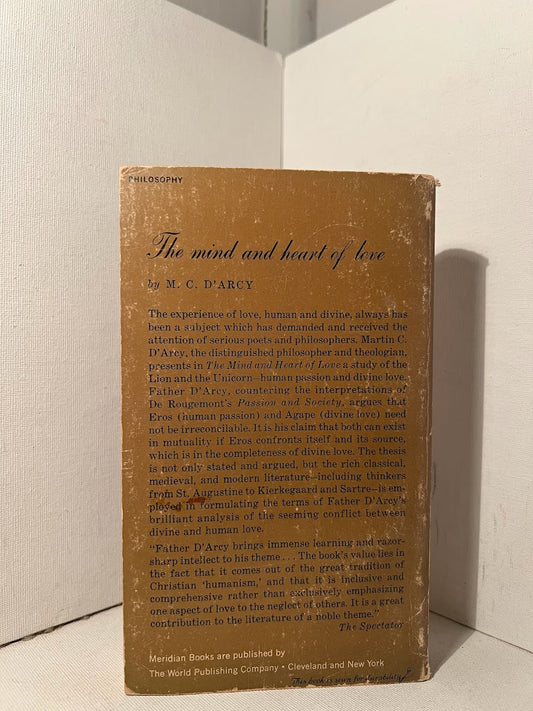 PHILOSOPHY
The mind and heart of love
by M. C. D'ARCY
The experience of love, human and divine, always has
been a subject which has demanded and received the
attention of serious poets and philosophers. Martin C.
D'Arcy, the distinguished philosopher and theologian,
presents in The Mind and Heart of Love a study of the
Lion and the Unicorn—human passion and divine love.
Father D'Arcy, countering the interpretations of
De Rougemont's Passion and Society, argues that
Eros (human passion) and Agape (divine love) need
not be irreconcilable. It is his claim that both can exist
in mutuality if Eros confronts itself and its source,
which is in the completeness of divine love. The thesis
is not only stated and argued, but the rich classical,
medieval, and modern literature—including thinkers
from St. Augustine to Kierkegaard and Sartre—is em-
ployed in formulating the terms of Father D'Arcy's
brilliant analysis of the seeming conflict between
divine and human love.
"Father D'Arcy brings immense learning and razor-
sharp intellect to his theme . . . The book's value lies in
the fact that it comes out of the great tradition of
Christian 'humanism,' and that it is inclusive and
comprehensive rather than exclusively emphasizing
one aspect of love to the neglect of others. It is a great
contribution to the literature of a noble theme."
The Spectator
Meridian Books are published by
The World Publishing Company • Cleveland and New York
"This book is sewn for durability."